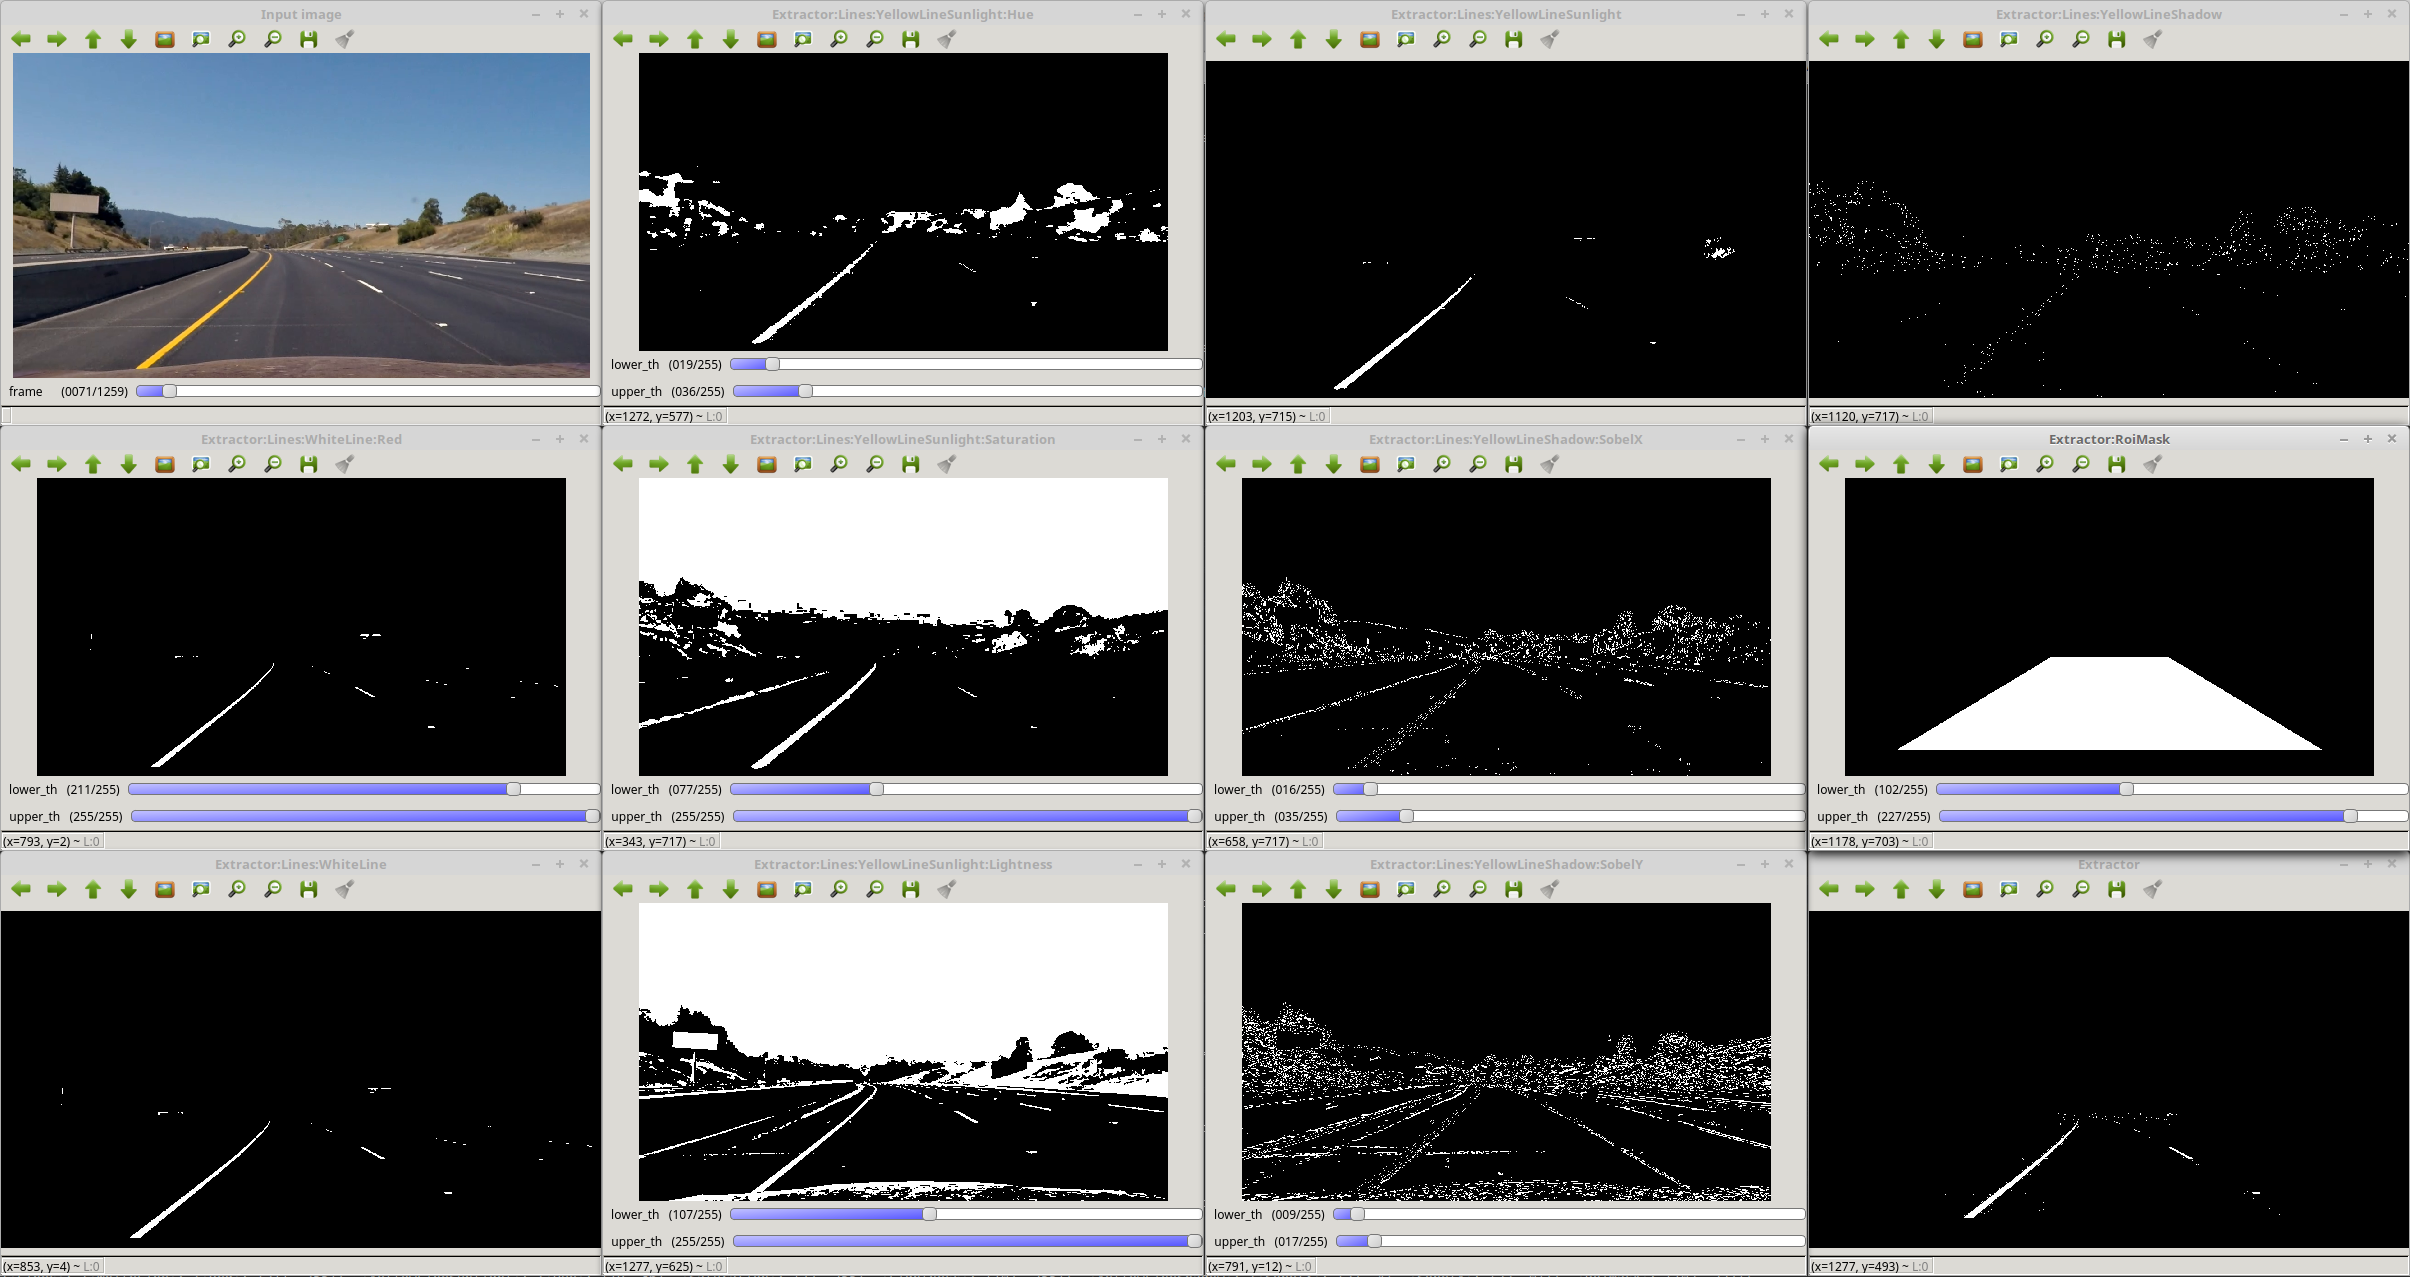 Input image
frame (0071/1259)
Extractor:Lines:YellowLineSunlight:Hue
lower_th (019/255)
upper_th (036/255)
(x=1272, y=577) ~ L:0
Extractor:Lines:YellowLineSunlight
(x=1203, y=715) ~ L:0
Extractor:Lines:YellowLineShadow
(x=1120, y=717) ~ L:0
Extractor:Lines:WhiteLine:Red
lower_th (211/255)
upper_th (255/255)
(x=793, y=2) ~ L:0
Extractor:Lines:YellowLineSunlight:Saturation
lower_th (077/255)
upper_th (255/255)
(x=343, y=717) ~ L:0
Extractor:Lines:YellowLineShadow:SobelX
lower_th (016/255)
upper_th (035/255)
(x=658, y=717) ~ L:0
Extractor:RoiMask
lower_th (102/255)
upper_th (227/255)
(x=1178, y=703) ~ L:0
Extractor:Lines:WhiteLine
(x=853, y=4) ~ L:0
Extractor:Lines:YellowLineSunlight:Lightness
lower_th (107/255)
upper_th (255/255)
(x=1277, y=625) ~ L:0
Extractor:Lines:YellowLineShadow:SobelY
lower_th (009/255)
upper_th (017/255)
(x=791, y=12) ~ L:0
Extractor
(x=1277, y=493) ~ L:0